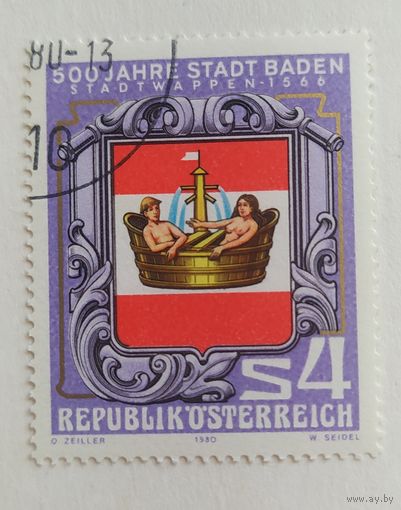 80-13
10
500 JAHRE STADT BADEN
STADTWAPPEN-1566
S4
REPUBLIK ÖSTERREICH
O ZEILLER 1980 W. SEIDEL
www.ay.by